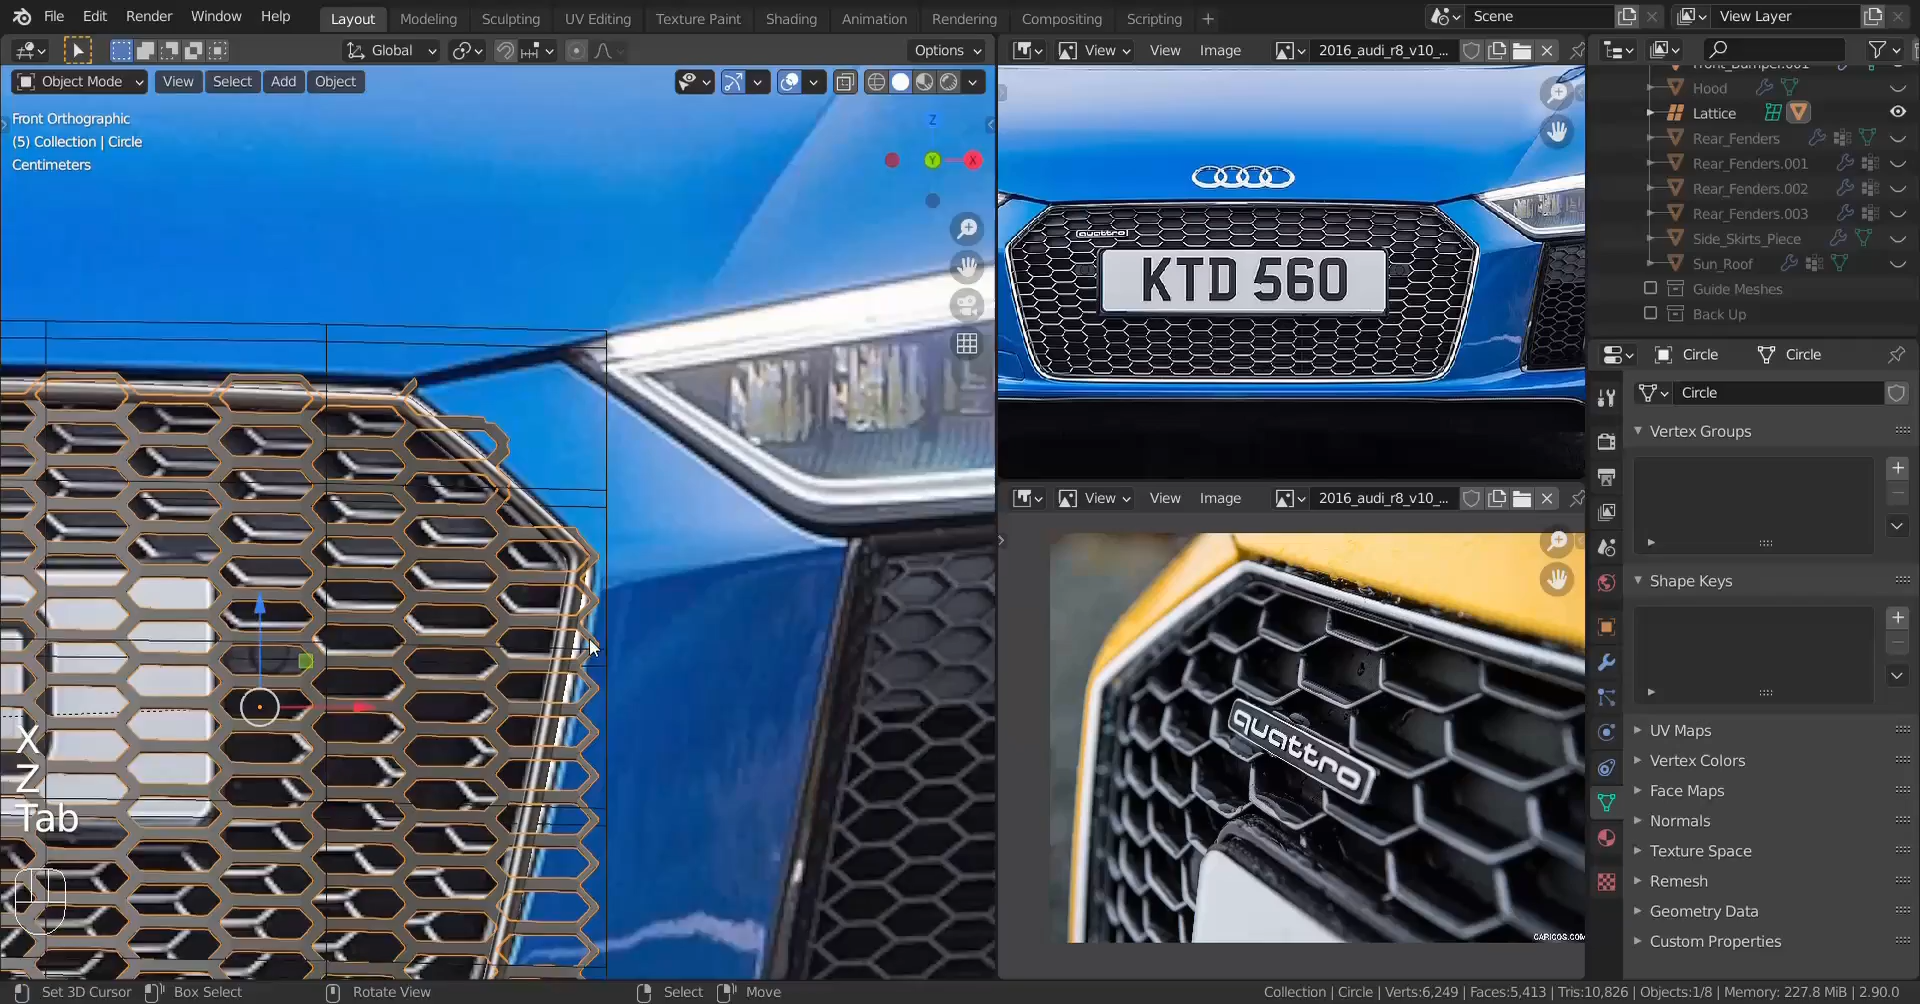 File Edit Render Window Help
Layout Modeling Sculpting UV Editing Texture Paint Shading Animation Rendering Compositing Scripting +
Scene
View Layer
Global
Options
View View Image 2016_audi_r8_v10_...
Object Mode View Select Add Object
Front Orthographic
(5) Collection | Circle
Centimeters
Z
Y
X
quattro
KTD 560
Front_Bumper.001
Hood
Lattice
Rear_Fenders
Rear_Fenders.001
Rear_Fenders.002
Rear_Fenders.003
Side_Skirts_Piece
Sun_Roof
Guide Meshes
Back Up
Circle Circle
Circle
Vertex Groups
Shape Keys
UV Maps
Vertex Colors
Face Maps
Normals
Texture Space
Remesh
Geometry Data
Custom Properties
View View Image 2016_audi_r8_v10_...
quattro
CARICOS.COM
X
Z
Tab
Set 3D Cursor Box Select Rotate View Select Move
Collection | Circle | Verts:6,249 | Faces:5,413 | Tris:10,826 | Objects:1/8 | Memory: 227.8 MiB | 2.90.0